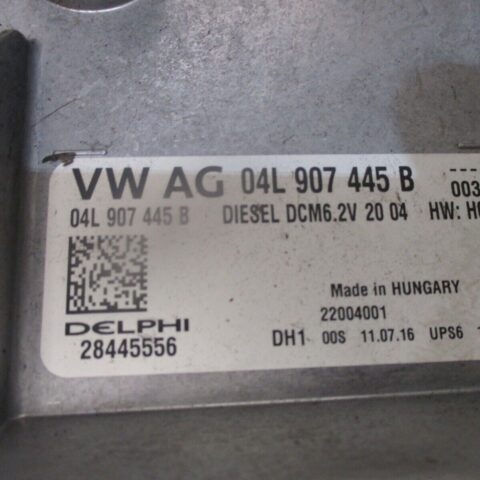 VW AG 04L 907 445 B ---
003
04L 907 445 B DIESEL DCM6.2V 20 04 HW:
Made in HUNGARY
22004001
DELPHI
28445556
DH1 00S 11.07.16 UPS6